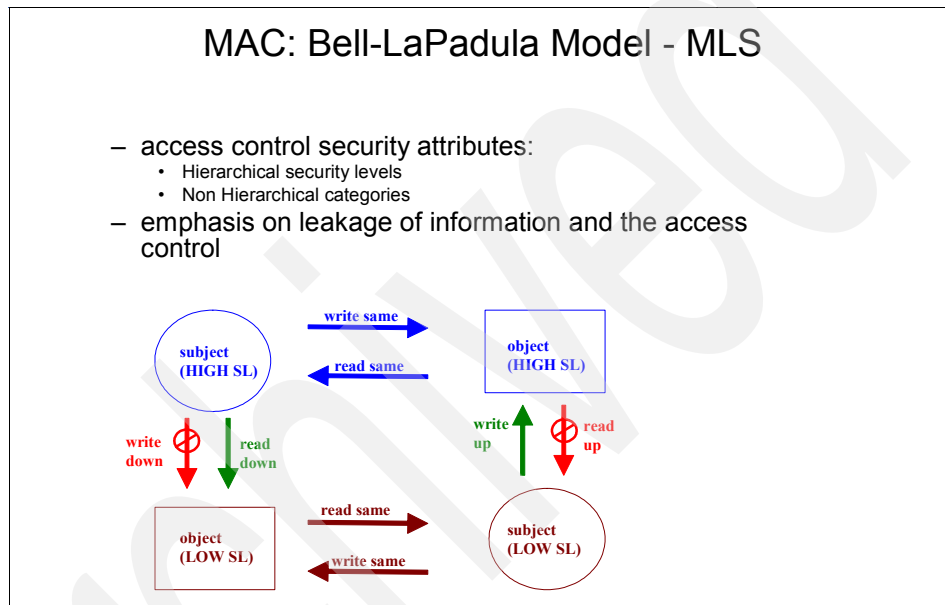 MAC: Bell-LaPadula Model - MLS
– access control security attributes:
• Hierarchical security levels
• Non Hierarchical categories
– emphasis on leakage of information and the access
control
write same
subject
(HIGH SL)
object
(HIGH SL)
read same
write
down
read
down
write
up
read
up
read same
object
(LOW SL)
subject
(LOW SL)
write same